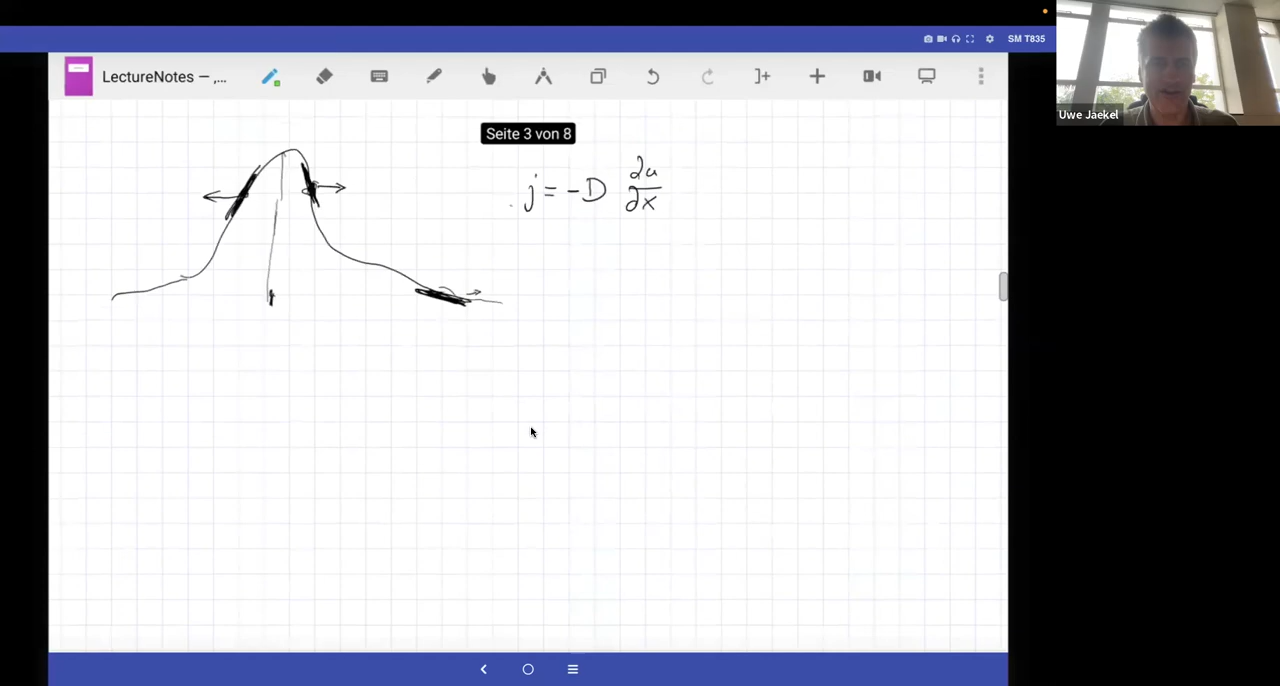 SM T835
LectureNotes – ,...
Uwe Jaekel
Seite 3 von 8
j = -D ∂u/∂x